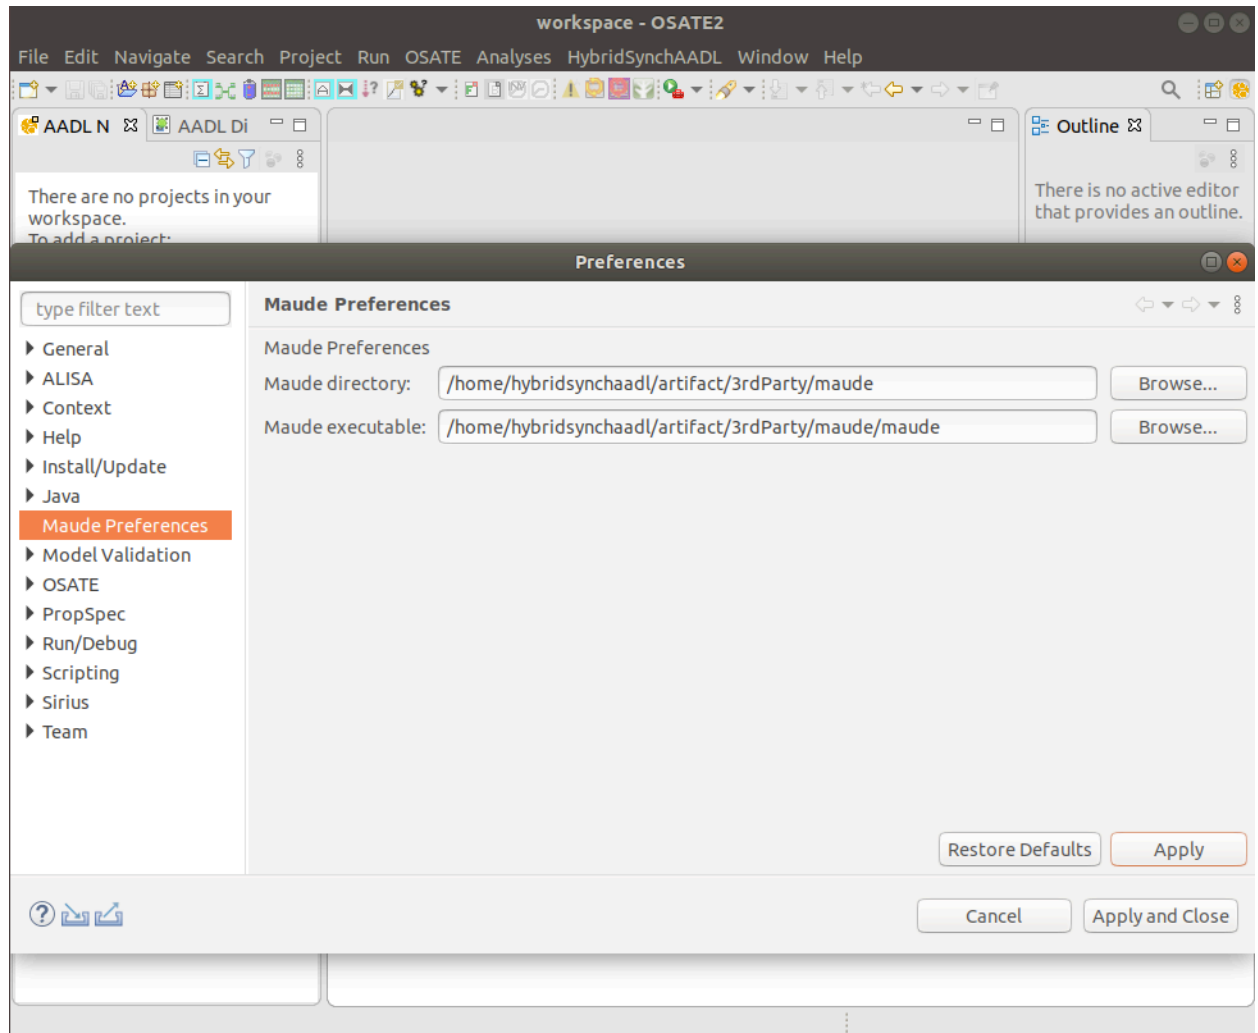 workspace - OSATE2
File Edit Navigate Search Project Run OSATE Analyses HybridSynchAADL Window Help
AADL N AADL Di
Outline
There are no projects in your
workspace.
To add a project:
There is no active editor
that provides an outline.
Preferences
type filter text
General
ALISA
Context
Help
Install/Update
Java
Maude Preferences
Model Validation
OSATE
PropSpec
Run/Debug
Scripting
Sirius
Team
Maude Preferences
Maude Preferences
Maude directory: /home/hybridsynchaadl/artifact/3rdParty/maude Browse...
Maude executable: /home/hybridsynchaadl/artifact/3rdParty/maude/maude Browse...
Restore Defaults Apply
Cancel Apply and Close